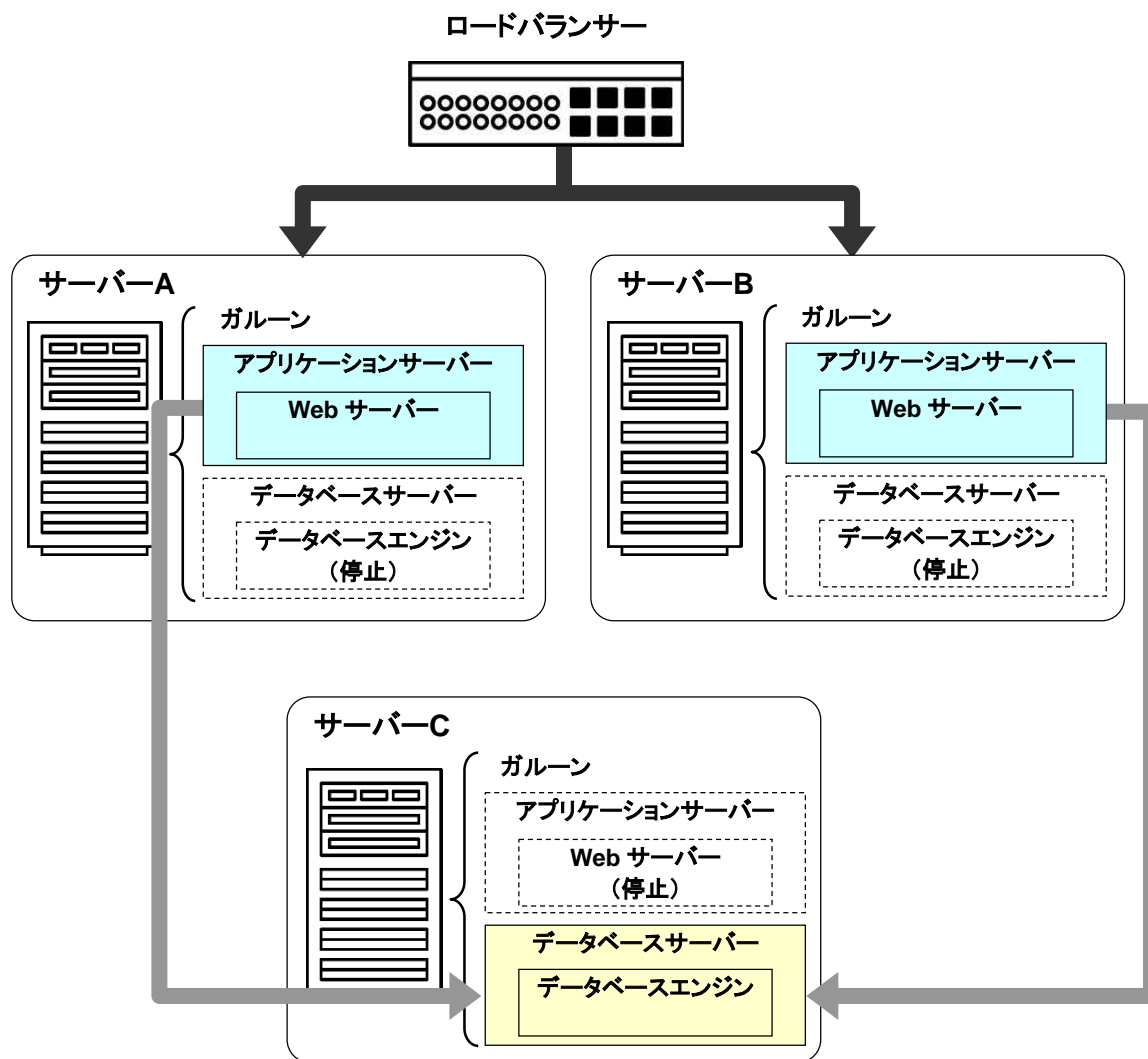 ロードバランサー
サーバーA
ガルーン
アプリケーションサーバー
Web サーバー
データベースサーバー
データベースエンジン
（停止）
サーバーB
ガルーン
アプリケーションサーバー
Web サーバー
データベースサーバー
データベースエンジン
（停止）
サーバーC
ガルーン
アプリケーションサーバー
Web サーバー
（停止）
データベースサーバー
データベースエンジン